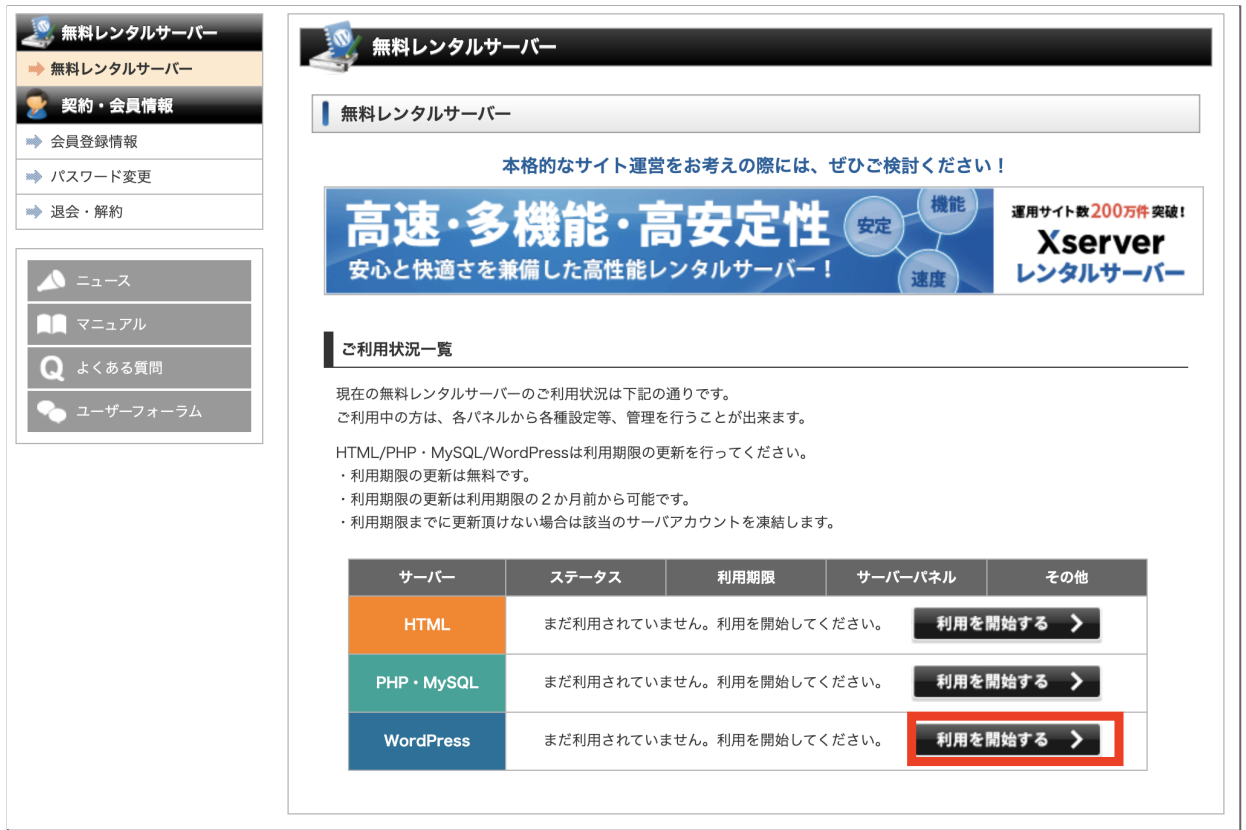 無料レンタルサーバー
無料レンタルサーバー
契約・会員情報
会員登録情報
パスワード変更
退会・解約
ニュース
マニュアル
よくある質問
ユーザーフォーラム
無料レンタルサーバー
無料レンタルサーバー
本格的なサイト運営をお考えの際には、ぜひご検討ください！
高速・多機能・高安定性
安心と快適さを兼備した高性能レンタルサーバー！
安定
機能
速度
運用サイト数200万件突破!
Xserver
レンタルサーバー
ご利用状況一覧
現在の無料レンタルサーバーのご利用状況は下記の通りです。
ご利用中の方は、各パネルから各種設定等、管理を行うことが出来ます。
HTML/PHP・MySQL/WordPressは利用期限の更新を行ってください。
・利用期限の更新は無料です。
・利用期限の更新は利用期限の２か月前から可能です。
・利用期限までに更新頂けない場合は該当のサーバアカウントを凍結します。
サーバー ステータス 利用期限 サーバーパネル その他
HTML まだ利用されていません。利用を開始してください。 利用を開始する
PHP・MySQL まだ利用されていません。利用を開始してください。 利用を開始する
WordPress まだ利用されていません。利用を開始してください。 利用を開始する